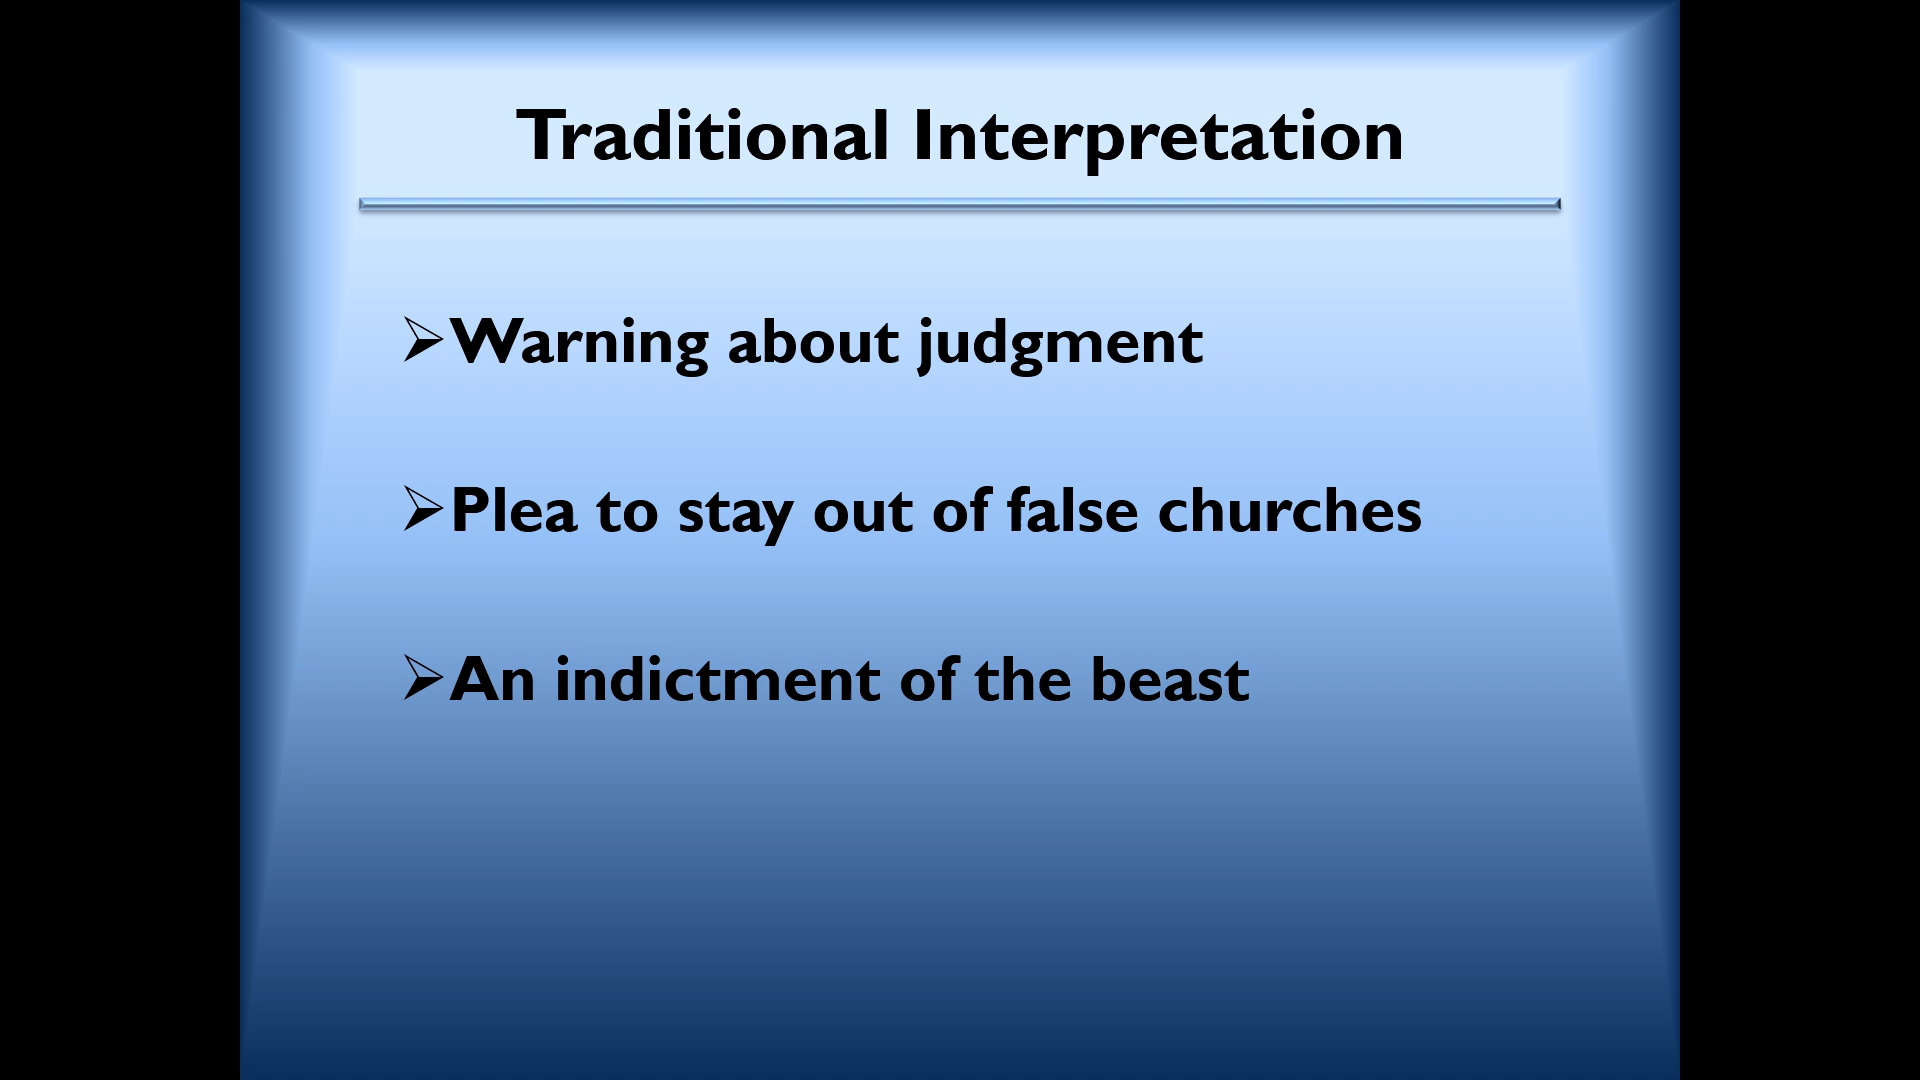 Traditional Interpretation
➢Warning about judgment
➢Plea to stay out of false churches
➢An indictment of the beast